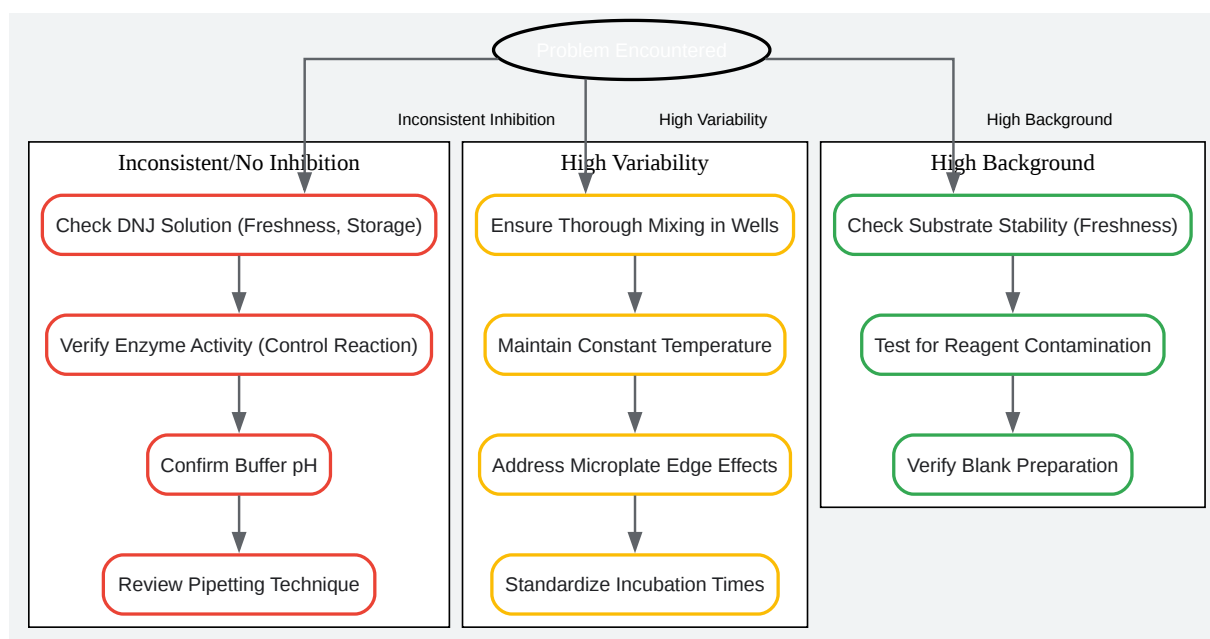 Problem Encountered
Inconsistent Inhibition
High Variability
High Background
Inconsistent/No Inhibition
Check DNJ Solution (Freshness, Storage)
Verify Enzyme Activity (Control Reaction)
Confirm Buffer pH
Review Pipetting Technique
High Variability
Ensure Thorough Mixing in Wells
Maintain Constant Temperature
Address Microplate Edge Effects
Standardize Incubation Times
High Background
Check Substrate Stability (Freshness)
Test for Reagent Contamination
Verify Blank Preparation